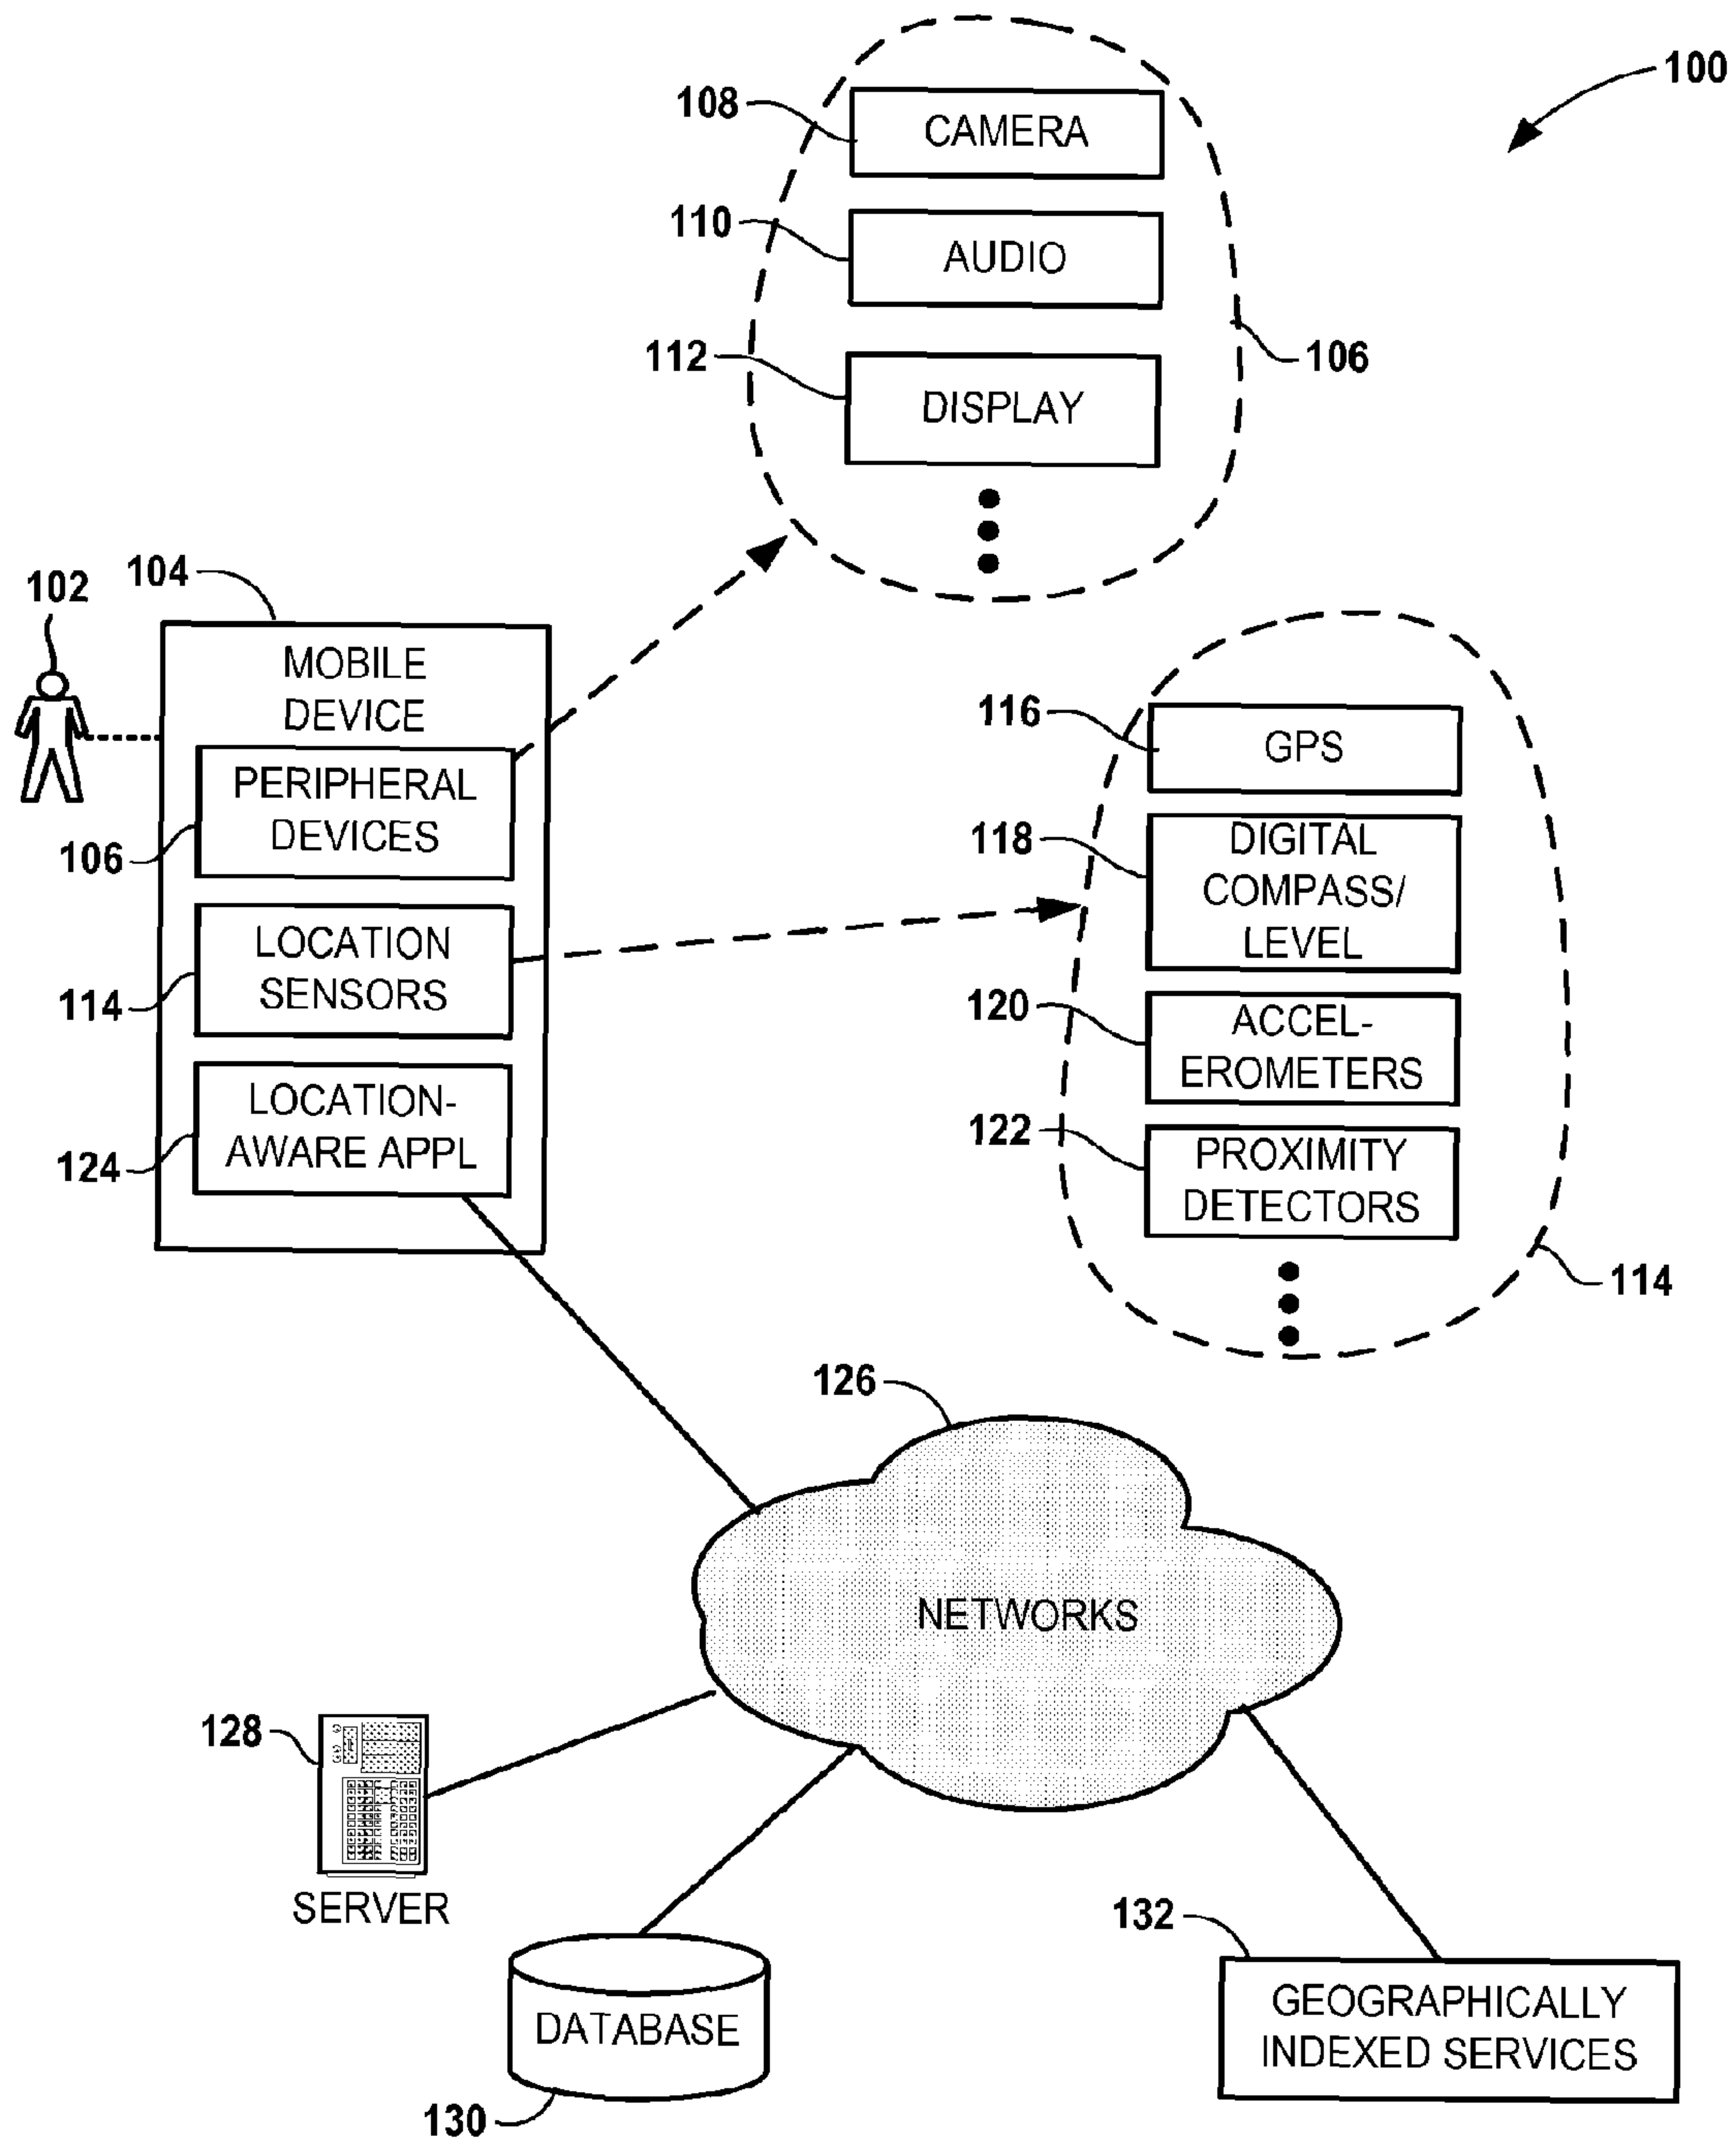 100
108
CAMERA
110
AUDIO
106
112
DISPLAY
104
102
MOBILE
DEVICE
PERIPHERAL
DEVICES
106
LOCATION
SENSORS
114
LOCATION-
AWARE APPL
124
116
GPS
118
DIGITAL
COMPASS/
LEVEL
120
ACCEL-
EROMETERS
122
PROXIMITY
DETECTORS
114
126
NETWORKS
128
SERVER
DATABASE
130
132
GEOGRAPHICALLY
INDEXED SERVICES